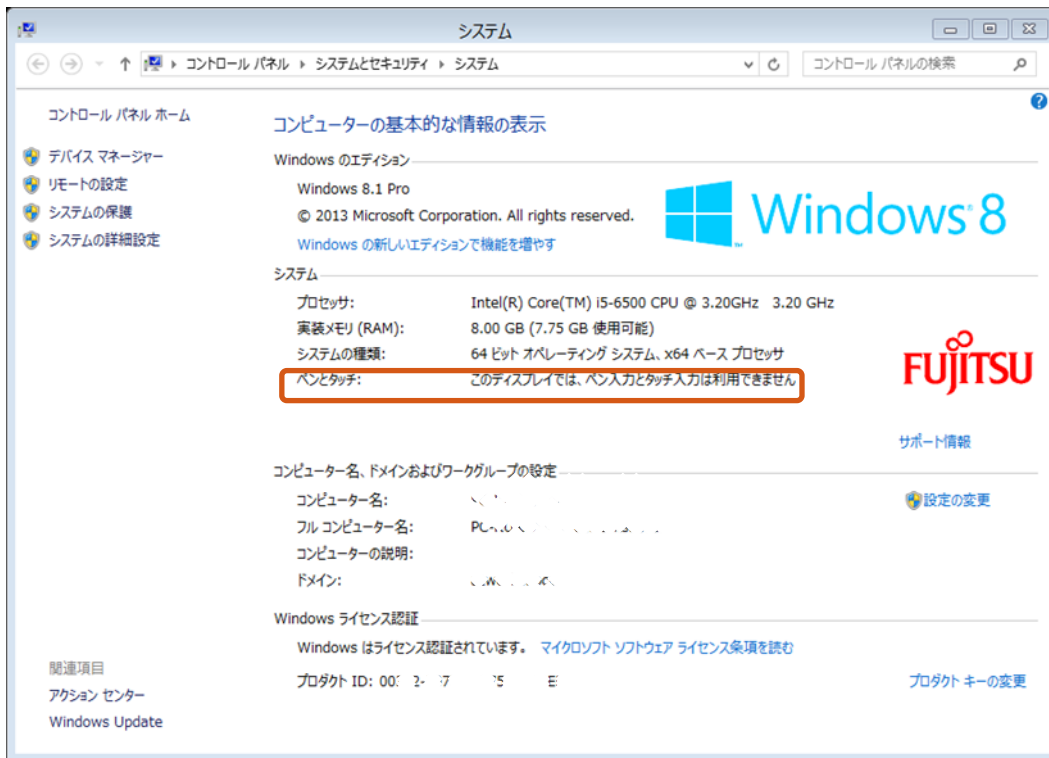 システム
コントロール パネル システムとセキュリティ システム
コントロール パネルの検索
コントロール パネル ホーム
デバイス マネージャー
リモートの設定
システムの保護
システムの詳細設定
コンピューターの基本的な情報の表示
Windows のエディション
Windows 8.1 Pro
© 2013 Microsoft Corporation. All rights reserved.
Windows の新しいエディションで機能を増やす
Windows 8
システム
プロセッサ: Intel(R) Core(TM) i5-6500 CPU @ 3.20GHz 3.20 GHz
実装メモリ (RAM): 8.00 GB (7.75 GB 使用可能)
システムの種類: 64 ビット オペレーティング システム、x64 ベース プロセッサ
ペンとタッチ: このディスプレイでは、ペン入力とタッチ入力は利用できません
FUJITSU
サポート情報
コンピューター名、ドメインおよびワークグループの設定
コンピューター名:
設定の変更
フル コンピューター名:
コンピューターの説明:
ドメイン:
Windows ライセンス認証
Windows はライセンス認証されています。 マイクロソフト ソフトウェア ライセンス条項を読む
プロダクト ID:
プロダクト キーの変更
関連項目
アクション センター
Windows Update